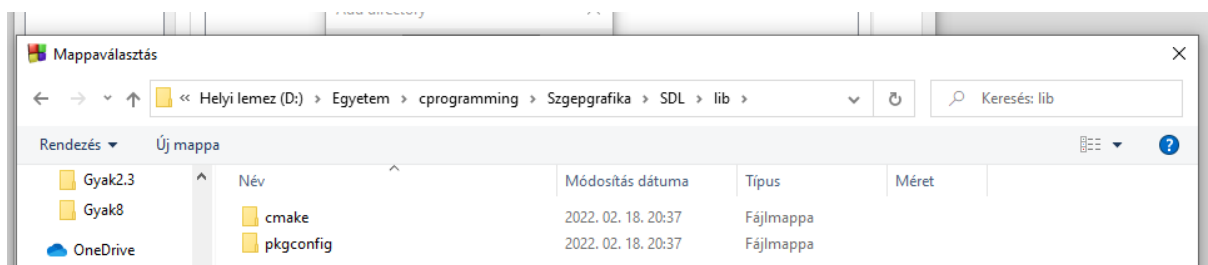 Add directory
Mappaválasztás
« Helyi lemez (D:) › Egyetem › cprogramming › Szgepgrafika › SDL › lib ›
Keresés: lib
Rendezés Új mappa
Gyak2.3
Gyak8
OneDrive
Név Módosítás dátuma Típus Méret
cmake 2022. 02. 18. 20:37 Fájlmappa
pkgconfig 2022. 02. 18. 20:37 Fájlmappa